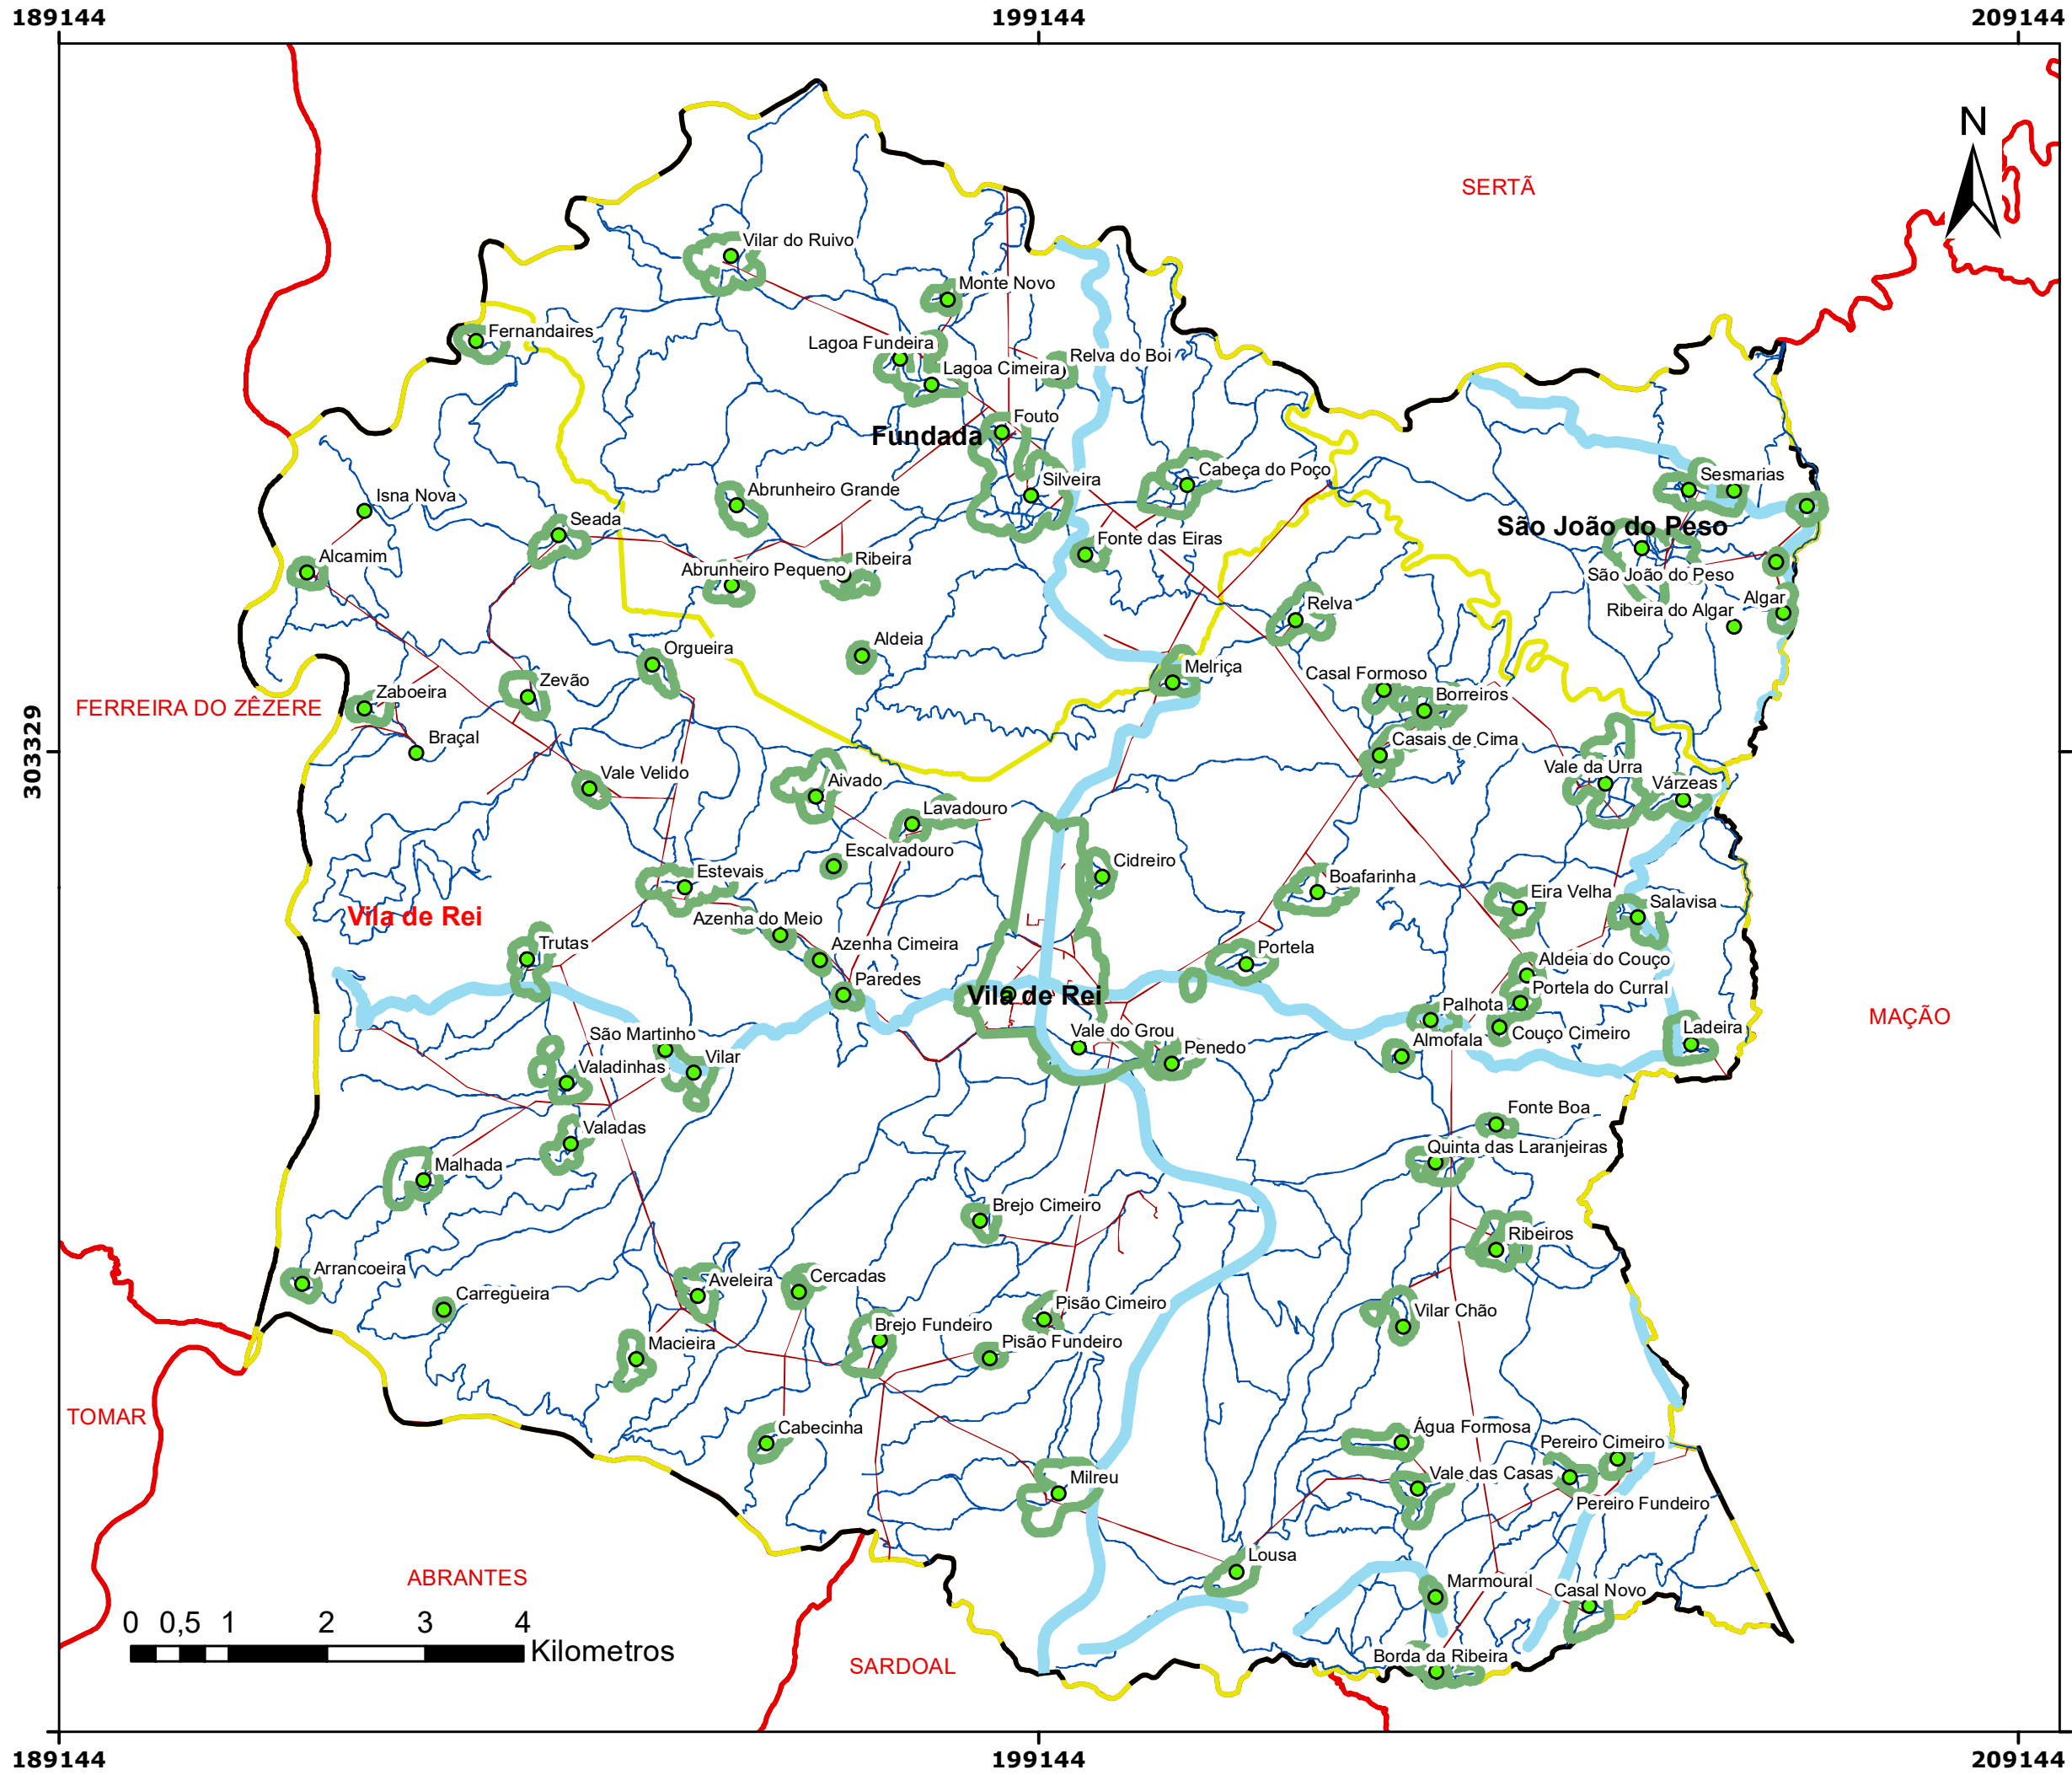 189144
199144
209144
N
SERTÃ
Vilar do Ruivo
Monte Novo
Fernandaires
Lagoa Fundeira
Relva do Boi
Lagoa Cimeira
Fouto
Fundada
Cabeça do Poço
Sesmarias
Silveira
Isna Nova
Abrunheiro Grande
Seada
São João do Peso
Fonte das Eiras
Alcamim
Ribeira
Abrunheiro Pequeno
São João do Peso
Algar
Relva
Ribeira do Algar
Aldeia
Orgueira
Melriça
Casal Formoso
Zevão
Zaboeira
Borreiros
FERREIRA DO ZÊZERE
303329
Braçal
Casais de Cima
Vale Velido
Aivado
Vale da Urra
Várzeas
Lavadouro
Escalvadouro
Cidreiro
Estevais
Boafarinha
Eira Velha
Salavisa
Vila de Rei
Azenha do Meio
Trutas
Azenha Cimeira
Portela
Aldeia do Couço
Paredes
Portela do Curral
Vila de Rei
Palhota
MAÇÃO
São Martinho
Vale do Grou
Couço Cimeiro
Ladeira
Almofala
Penedo
Vilar
Valadinhas
Fonte Boa
Valadas
Quinta das Laranjeiras
Malhada
Brejo Cimeiro
Ribeiros
Arrancoeira
Cercadas
Aveleira
Carregueira
Pisão Cimeiro
Vilar Chão
Brejo Fundeiro
Macieira
Pisão Fundeiro
TOMAR
Cabecinha
Água Formosa
Pereiro Cimeiro
Milreu
Vale das Casas
Pereiro Fundeiro
Lousa
ABRANTES
Marmoural
Casal Novo
0 0,5 1 2 3 4
Kilometros
Borda da Ribeira
SARDOAL
189144
199144
209144